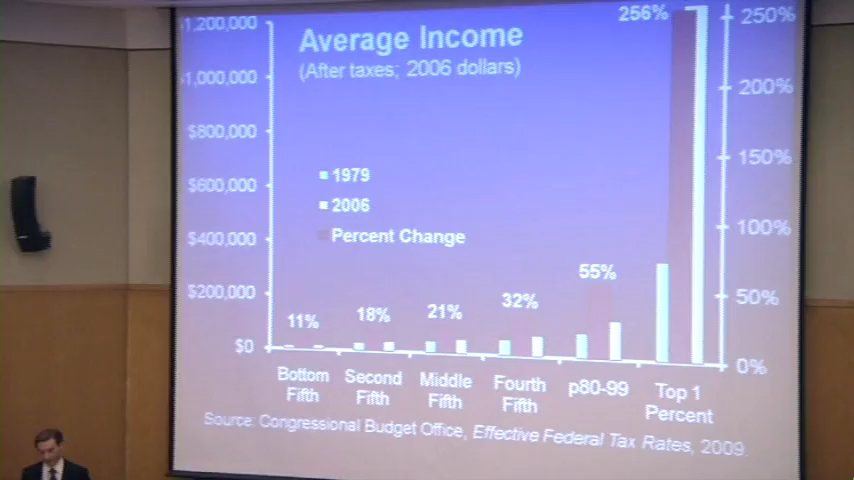 Average Income
(After taxes; 2006 dollars)
256%
$1,200,000
$1,000,000
$800,000
$600,000
$400,000
$200,000
$0
250%
200%
150%
100%
50%
0%
1979
2006
Percent Change
11%
18%
21%
32%
55%
Bottom Fifth
Second Fifth
Middle Fifth
Fourth Fifth
p80-99
Top 1 Percent
Source: Congressional Budget Office, Effective Federal Tax Rates, 2009.